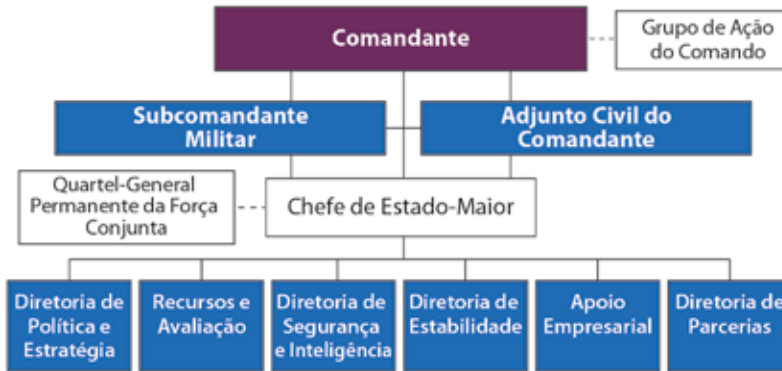 Comandante
Grupo de Ação
do Comando
Subcomandante
Militar
Adjunto Civil do
Comandante
Quartel-General
Permanente da Força
Conjunta
Chefe de Estado-Maior
Diretoria de
Política e
Estratégia
Recursos e
Avaliação
Diretoria de
Segurança
e Inteligência
Diretoria de
Estabilidade
Apoio
Empresarial
Diretoria de
Parcerias